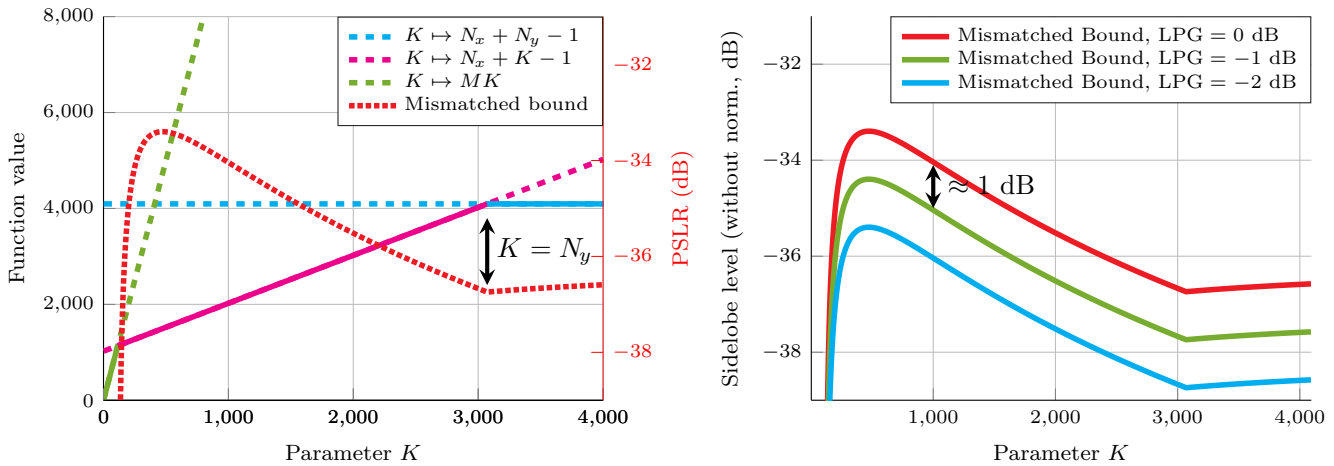 8,000
6,000
4,000
2,000
0
Function value
K ↦ N_x + N_y − 1
K ↦ N_x + K − 1
K ↦ MK
Mismatched bound
K = N_y
−32
−34
−36
−38
PSLR (dB)
0 1,000 2,000 3,000 4,000
Parameter K
−32
−34
−36
−38
Sidelobe level (without norm., dB)
Mismatched Bound, LPG = 0 dB
Mismatched Bound, LPG = −1 dB
Mismatched Bound, LPG = −2 dB
≈ 1 dB
1,000 2,000 3,000 4,000
Parameter K